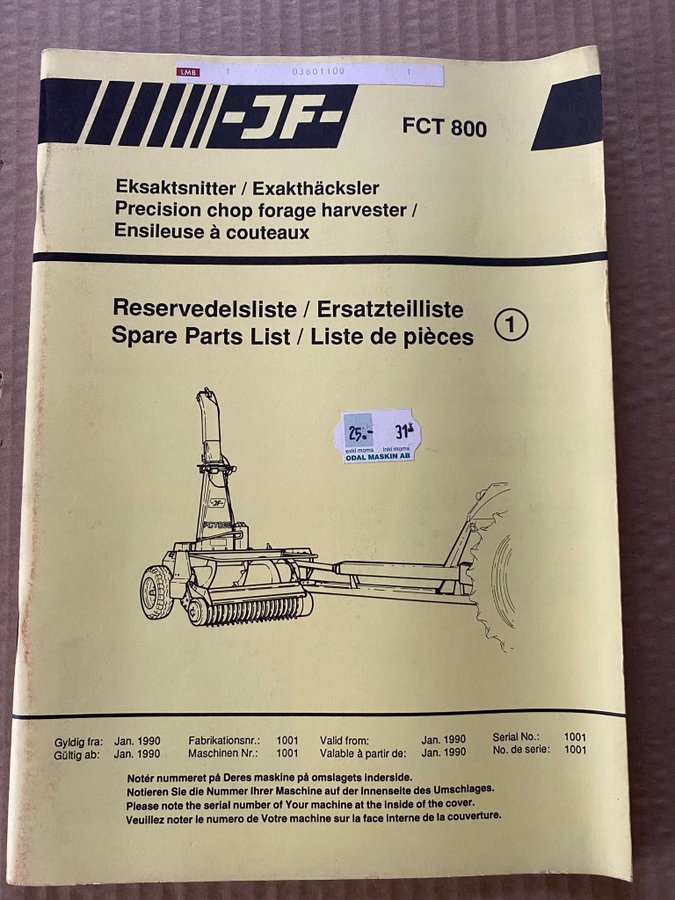 LMB 1 03601100 1
-JF-
FCT 800
Eksaktsnitter / Exakthäcksler
Precision chop forage harvester /
Ensileuse à couteaux
Reservedelsliste / Ersatzteilliste
Spare Parts List / Liste de pièces
1
25:-
exkl moms inkl moms
ODAL MASKIN AB
-JF-
FCT800
Gyldig fra: Jan. 1990 Fabrikationsnr.: 1001 Valid from: Jan. 1990 Serial No.: 1001
Gültig ab: Jan. 1990 Maschinen Nr.: 1001 Valable à partir de: Jan. 1990 No. de serie: 1001
Notér nummeret på Deres maskine på omslagets inderside.
Notieren Sie die Nummer Ihrer Maschine auf der Innenseite des Umschlages.
Please note the serial number of Your machine at the inside of the cover.
Veuillez noter le numero de Votre machine sur la face interne de la couverture.